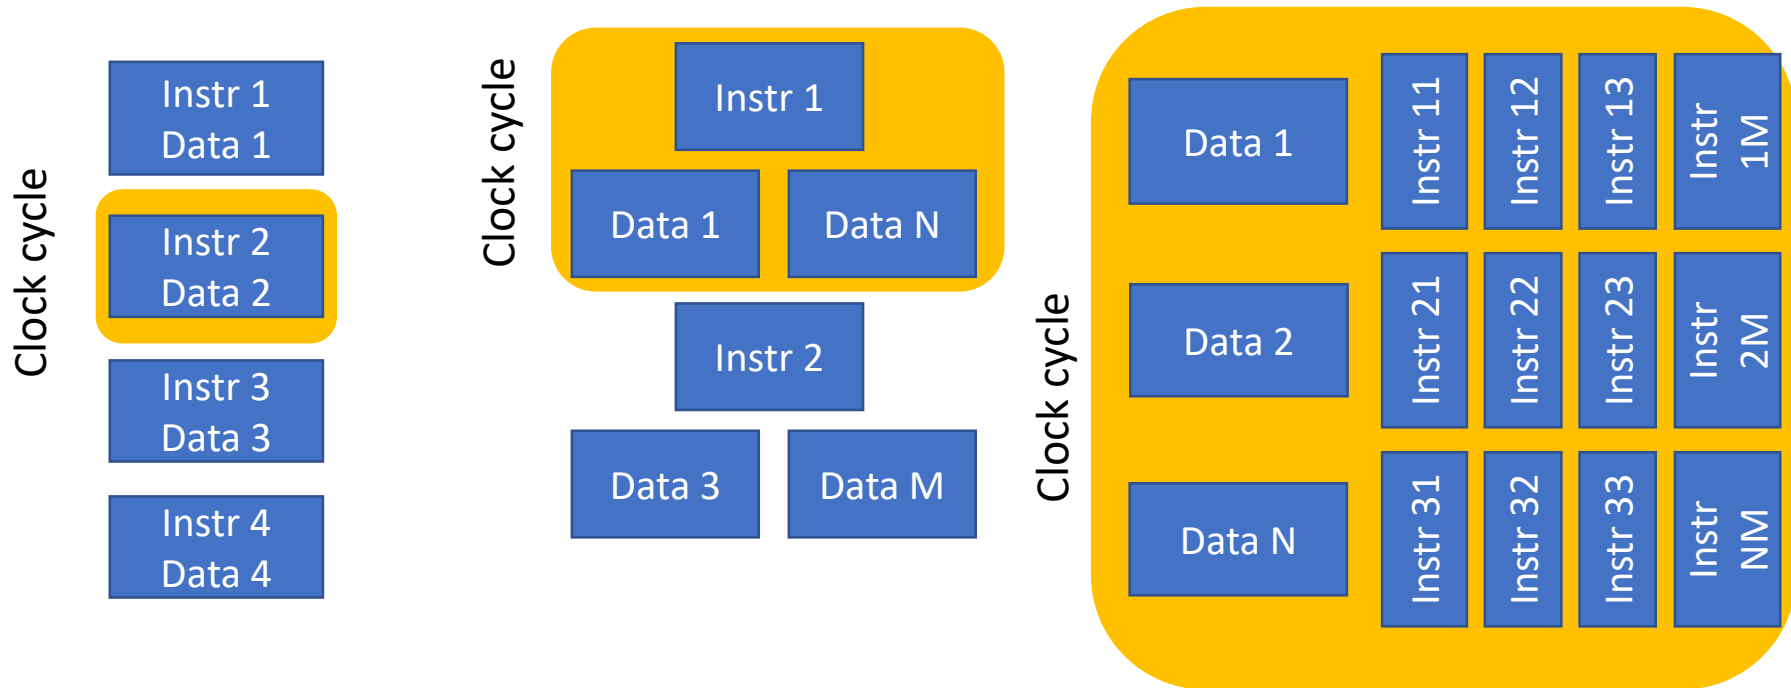 Clock cycle
Instr 1
Data 1
Instr 2
Data 2
Instr 3
Data 3
Instr 4
Data 4
Clock cycle
Instr 1
Data 1
Data N
Instr 2
Data 3
Data M
Clock cycle
Data 1
Instr 11
Instr 12
Instr 13
Instr
1M
Data 2
Instr 21
Instr 22
Instr 23
Instr
2M
Data N
Instr 31
Instr 32
Instr 33
Instr
NM